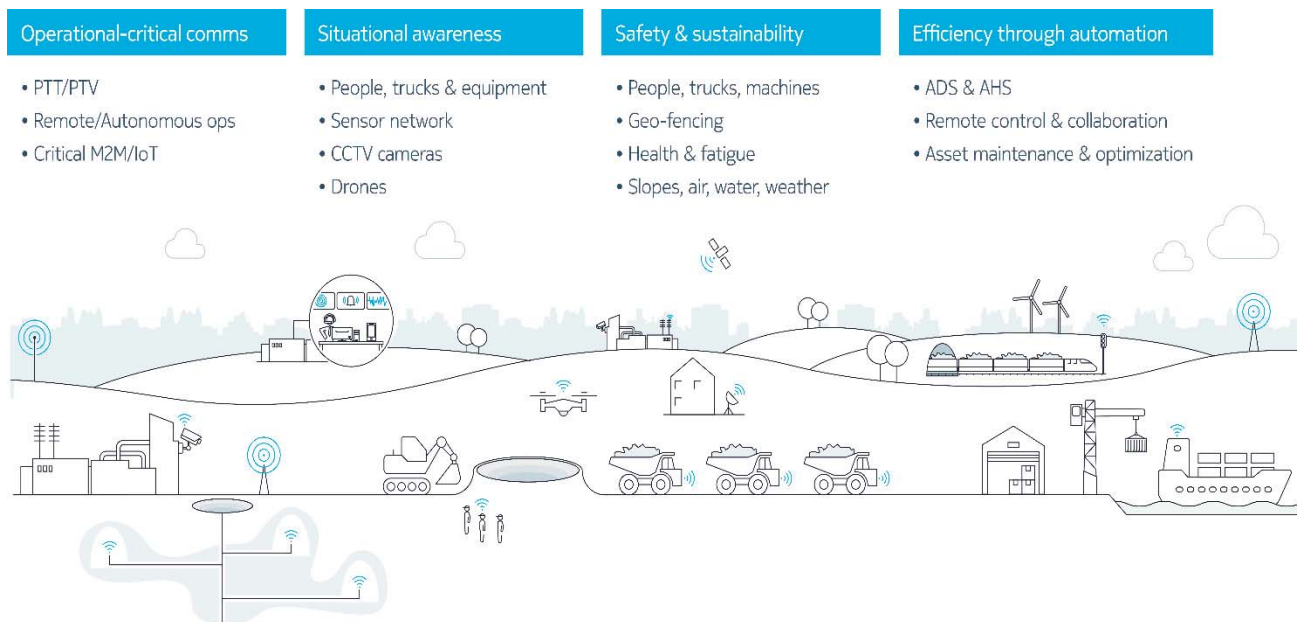 Operational-critical comms
• PTT/PTV
• Remote/Autonomous ops
• Critical M2M/IoT
Situational awareness
• People, trucks & equipment
• Sensor network
• CCTV cameras
• Drones
Safety & sustainability
• People, trucks, machines
• Geo-fencing
• Health & fatigue
• Slopes, air, water, weather
Efficiency through automation
• ADS & AHS
• Remote control & collaboration
• Asset maintenance & optimization